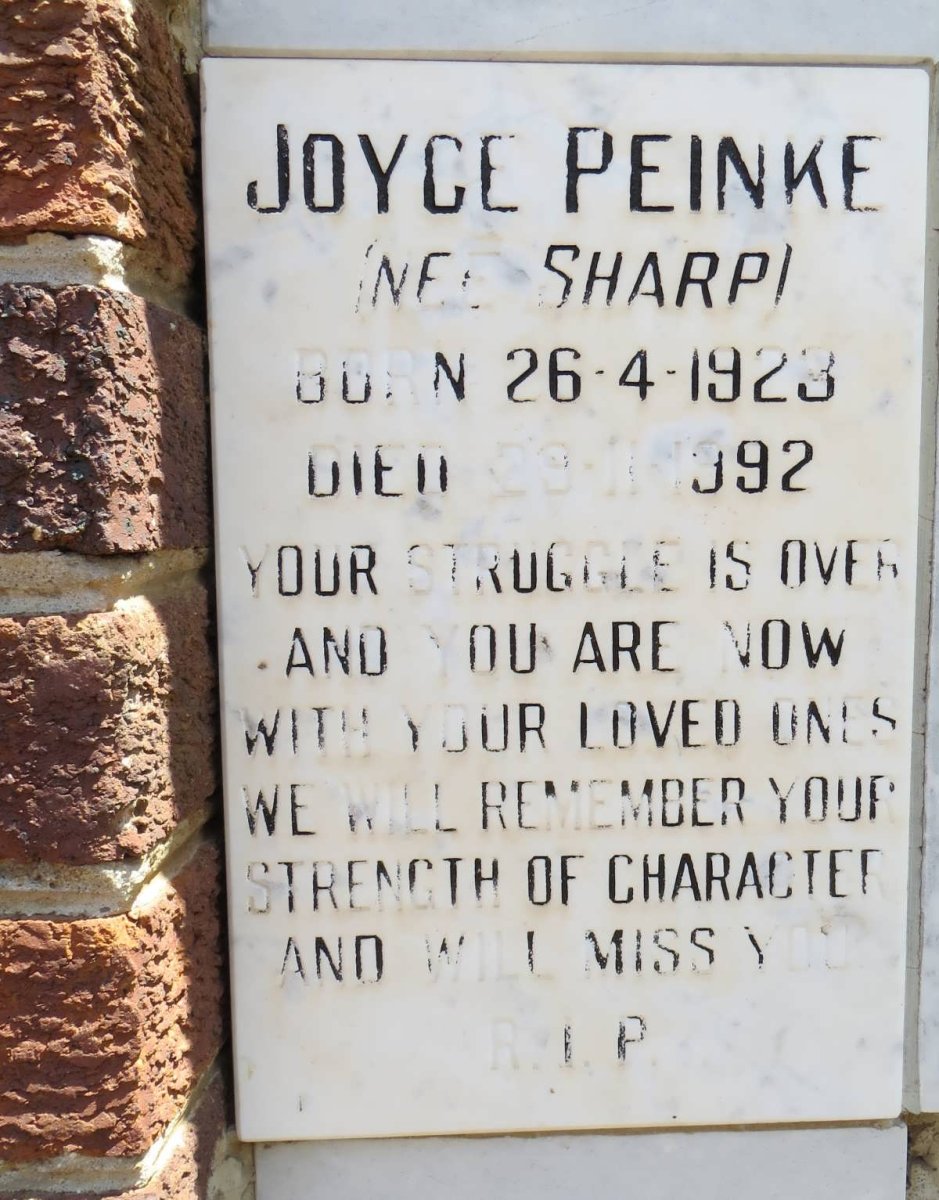 JOYCE PEINKE
(NEE SHARP)
BORN 26-4-1923
DIED 29-11-1992
YOUR STRUGGLE IS OVER
AND YOU ARE NOW
WITH YOUR LOVED ONES
WE WILL REMEMBER YOUR
STRENGTH OF CHARACTER
AND WILL MISS YOU
R.I.P.